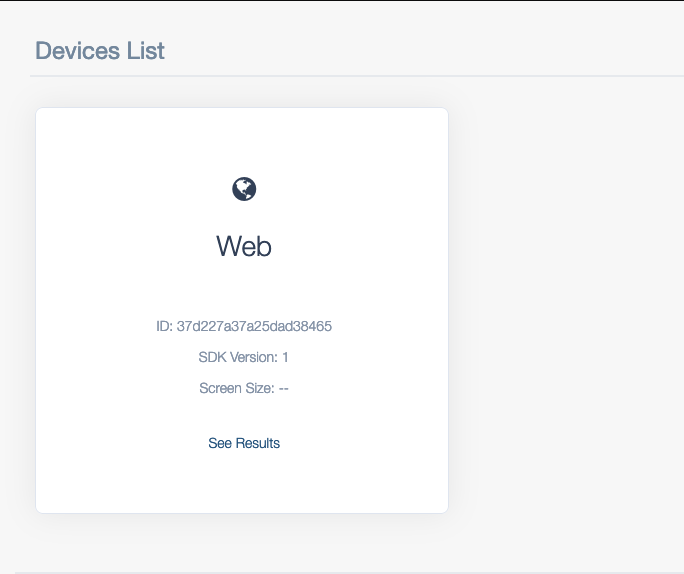 Devices List
Web
ID: 37d227a37a25dad38465
SDK Version: 1
Screen Size: --
See Results